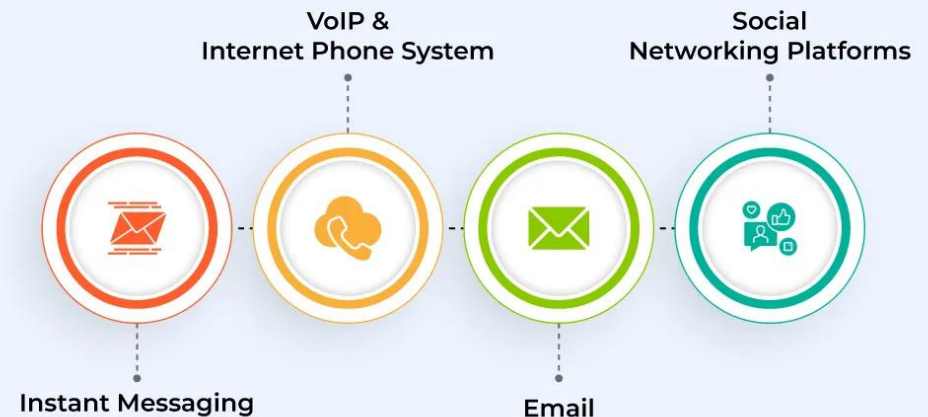 VoIP &
Internet Phone System
Social
Networking Platforms
Instant Messaging
Email